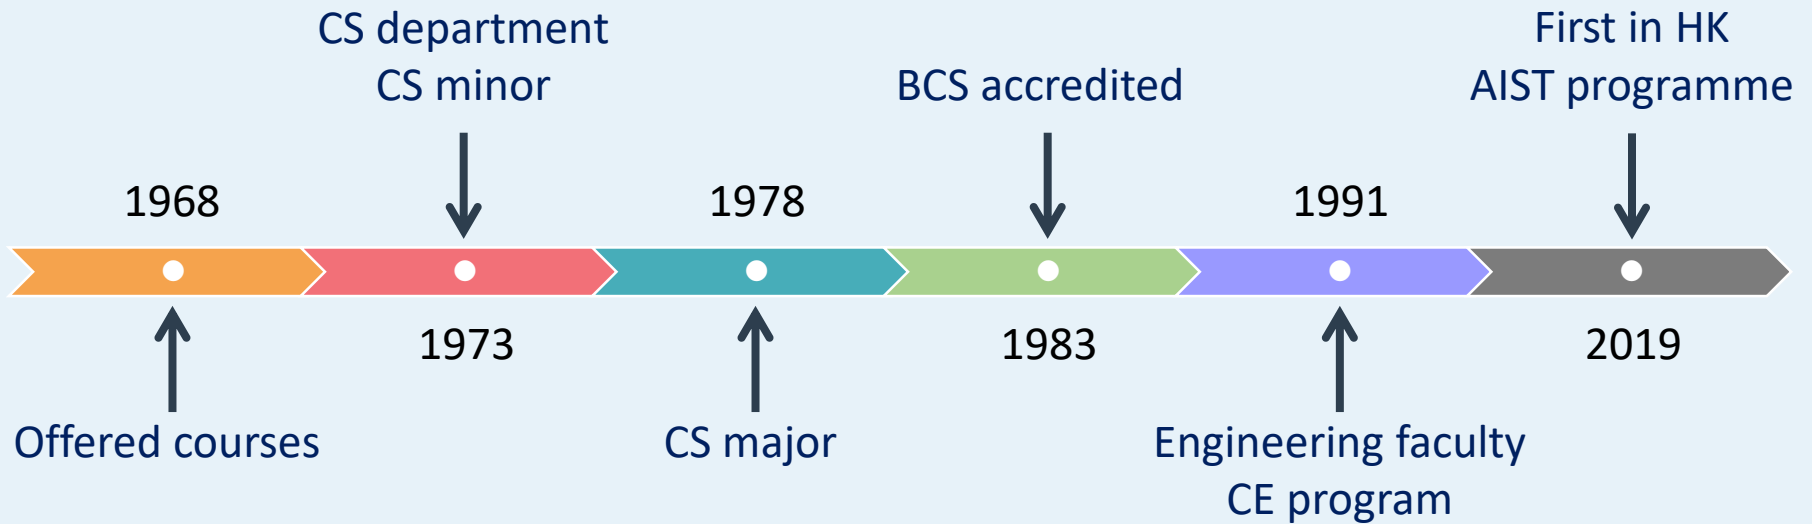 CS department
CS minor
BCS accredited
First in HK
AIST programme
1968
1978
1991
1973
1983
2019
Offered courses
CS major
Engineering faculty
CE program